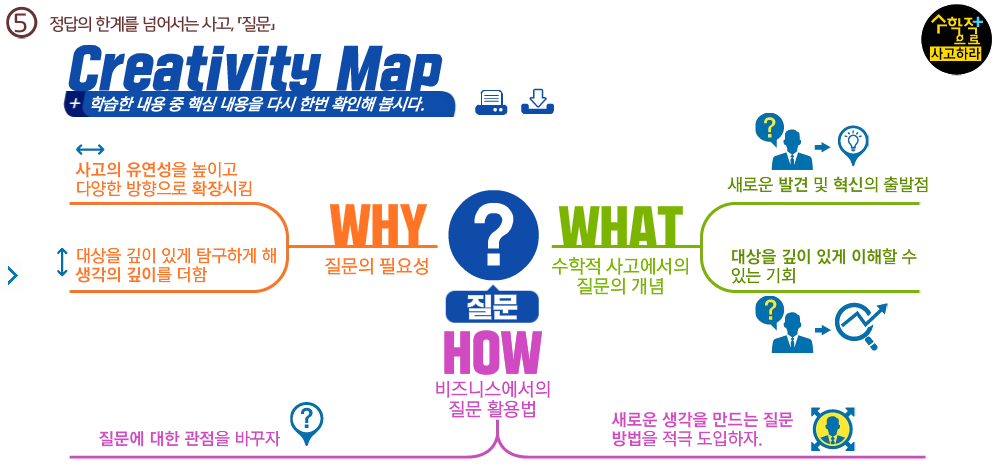 5 정답의 한계를 넘어서는 사고, 「질문」
수학적+
으로
사고하라
Creativity Map
+ 학습한 내용 중 핵심 내용을 다시 한번 확인해 봅시다.
사고의 유연성을 높이고
다양한 방향으로 확장시킴
대상을 깊이 있게 탐구하게 해
생각의 깊이를 더함
WHY
질문의 필요성
?
질문
WHAT
수학적 사고에서의
질문의 개념
?
새로운 발견 및 혁신의 출발점
대상을 깊이 있게 이해할 수
있는 기회
?
HOW
비즈니스에서의
질문 활용법
질문에 대한 관점을 바꾸자
?
새로운 생각을 만드는 질문
방법을 적극 도입하자.